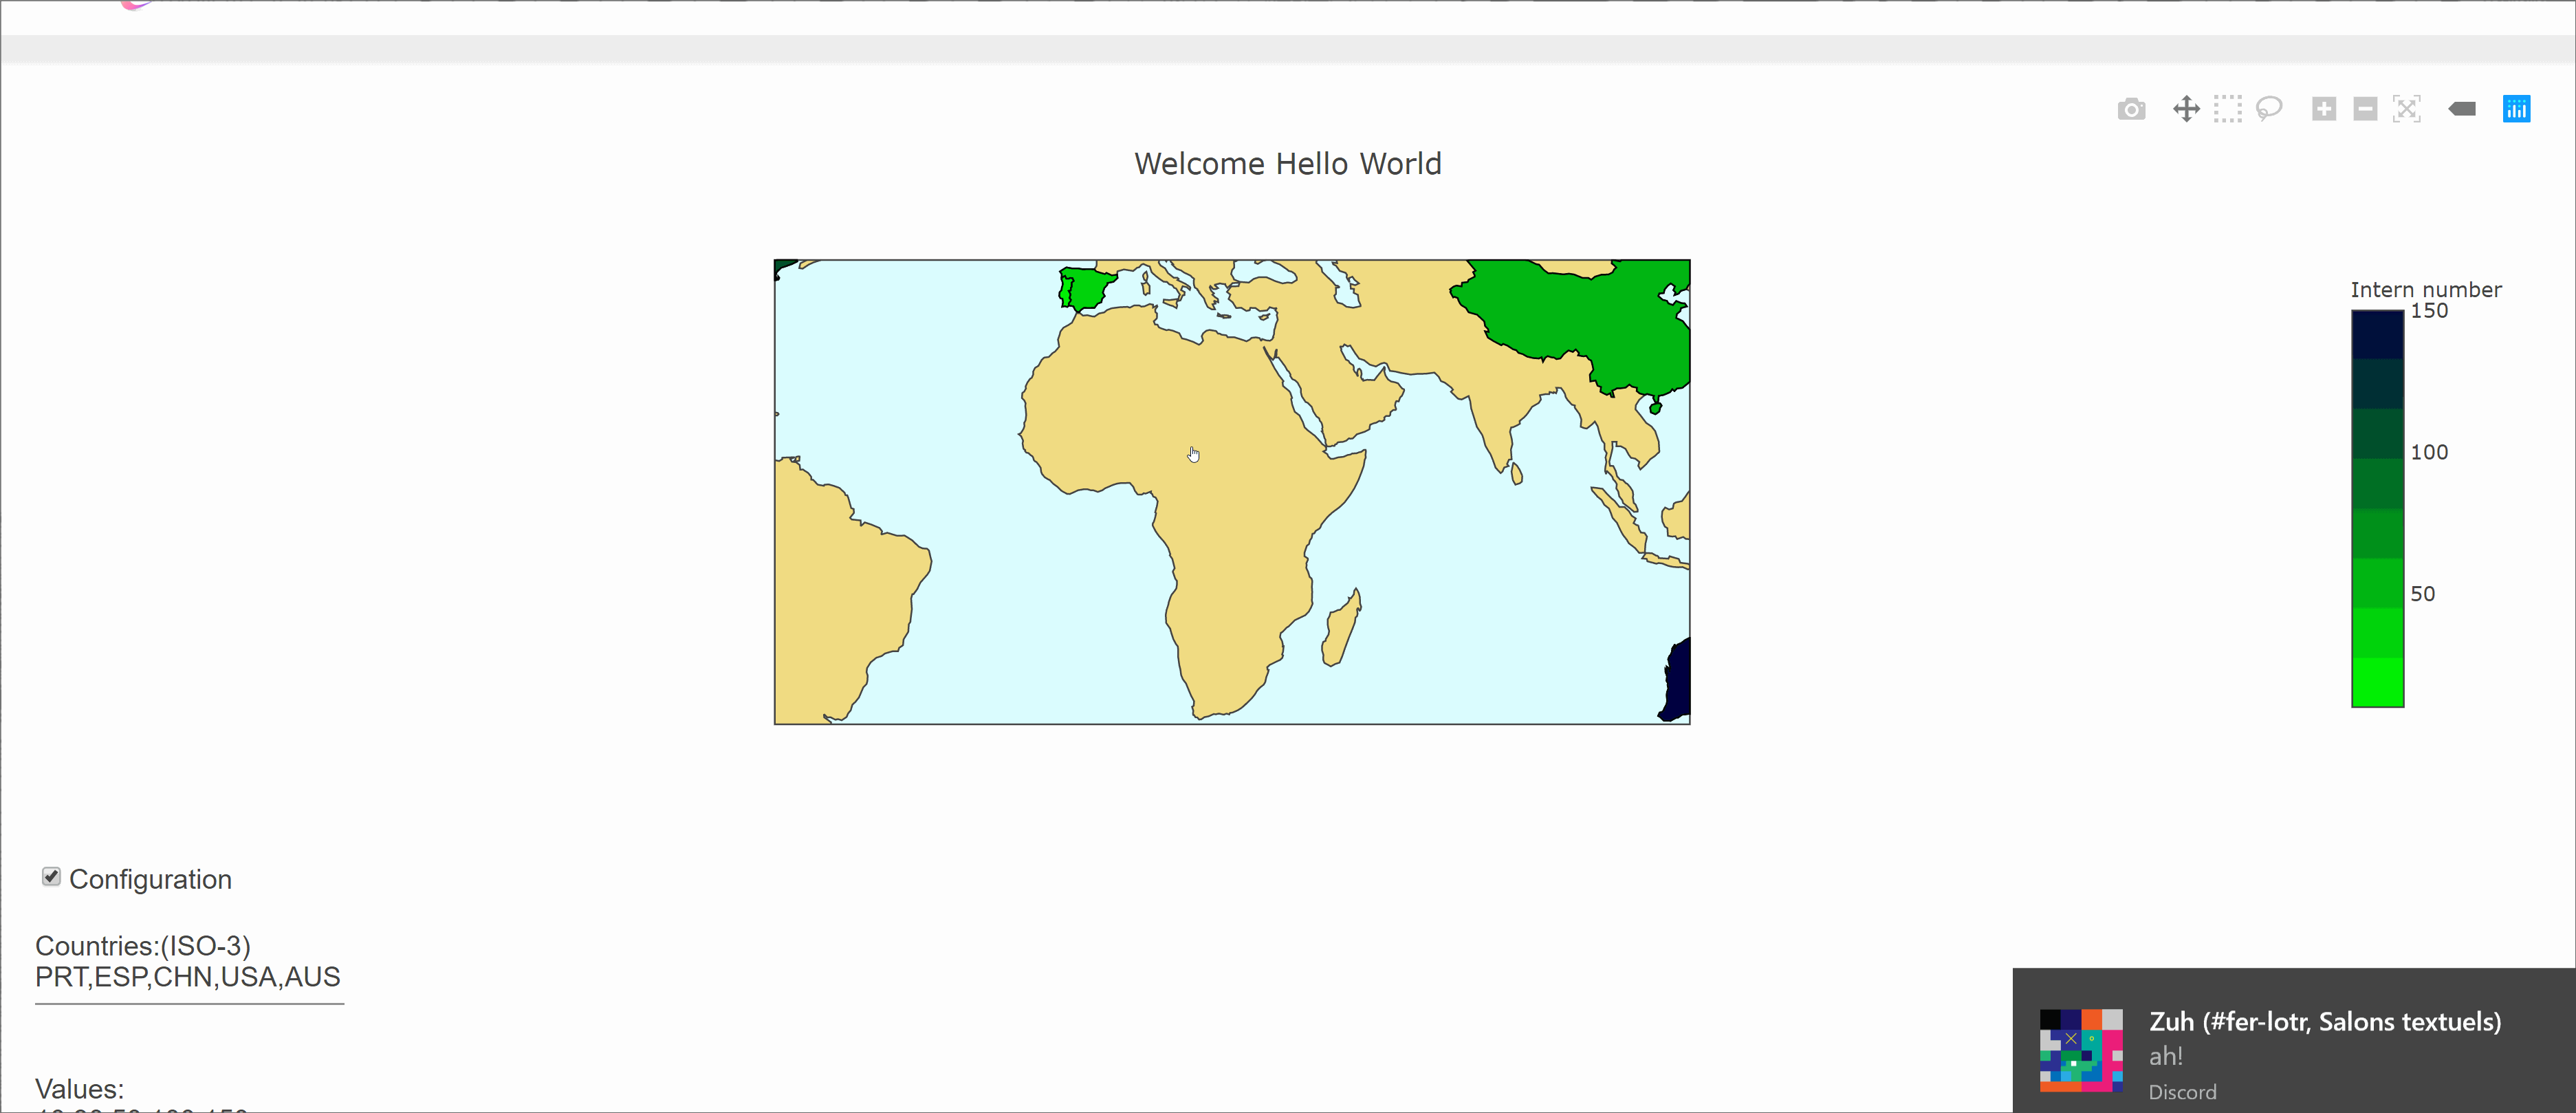 Welcome Hello World
Intern number
150
100
50
Configuration
Countries:(ISO-3)
PRT,ESP,CHN,USA,AUS
Values:
Zuh (#fer-lotr, Salons textuels)
ah!
Discord